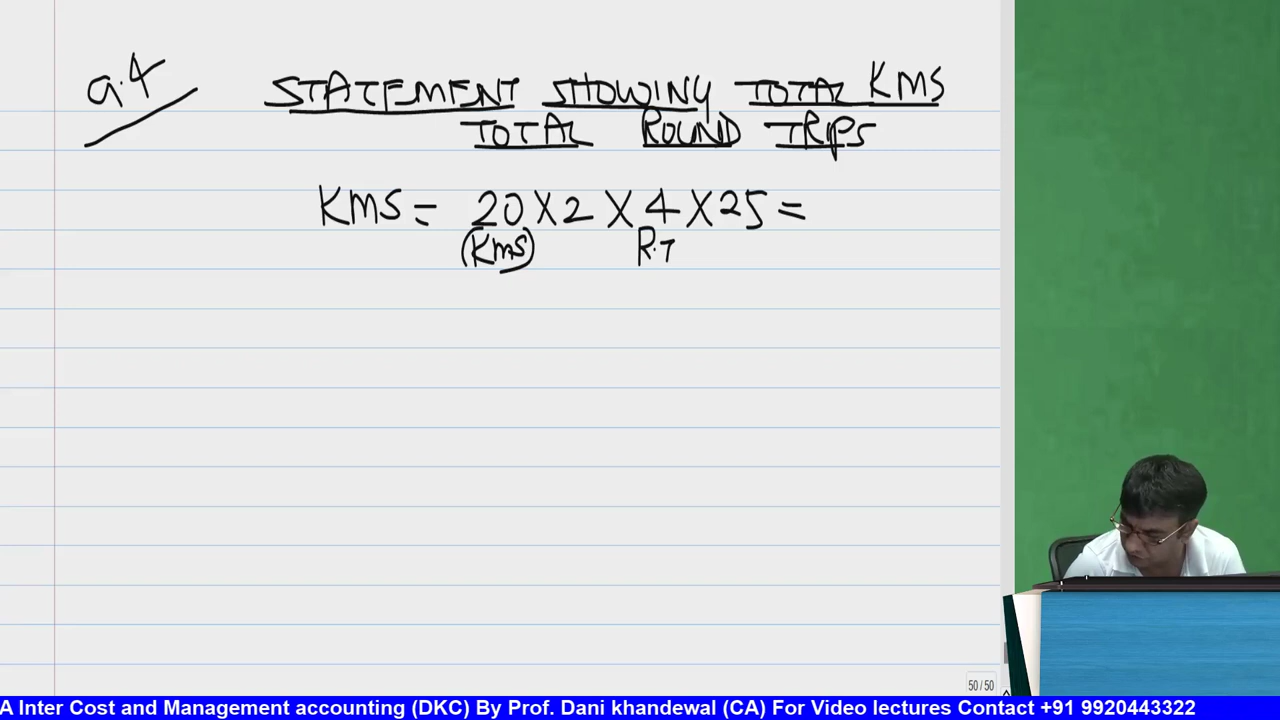 Q.4
STATEMENT SHOWING TOTAL KMS
TOTAL ROUND TRIPS
KMS = 20 X 2 X 4 X 25 =
(KMS) R.T
50 / 50
A Inter Cost and Management accounting (DKC) By Prof. Dani khandewal (CA) For Video lectures Contact +91 9920443322